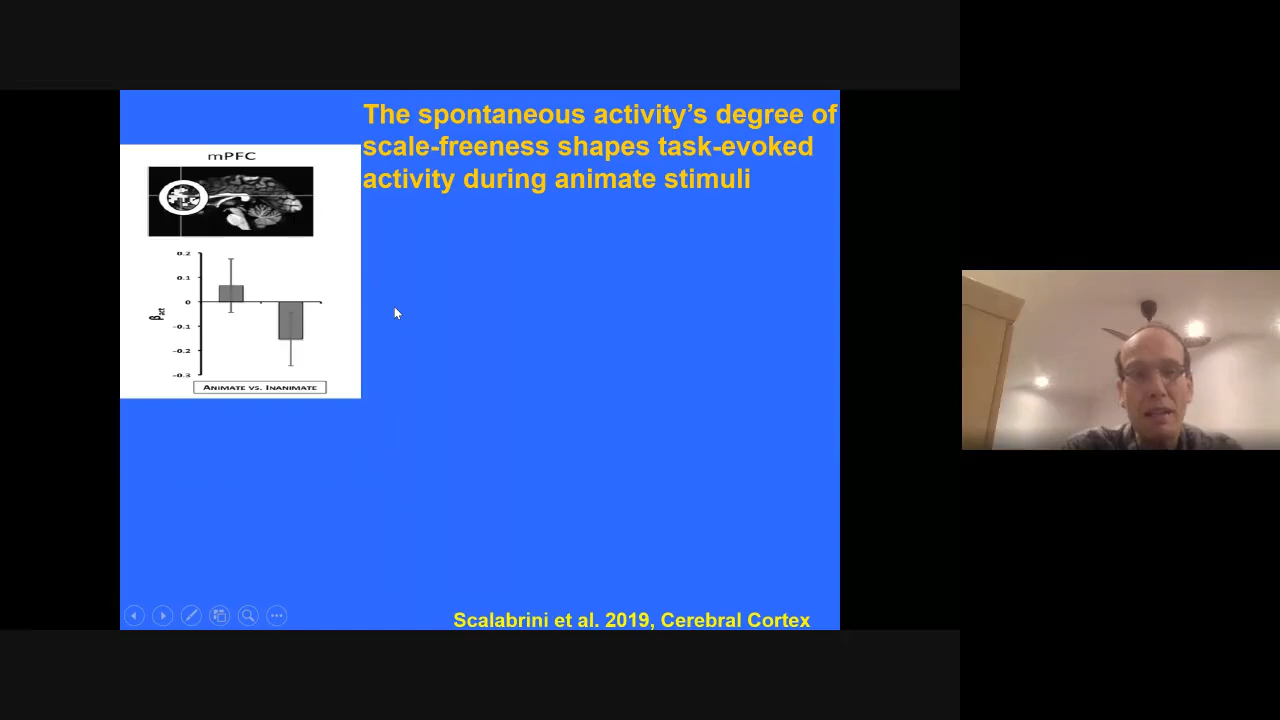 The spontaneous activity’s degree of
scale-freeness shapes task-evoked
activity during animate stimuli
mPFC
0.2
0.1
0
-0.1
-0.2
-0.3
βact
ANIMATE VS. INANIMATE
Scalabrini et al. 2019, Cerebral Cortex